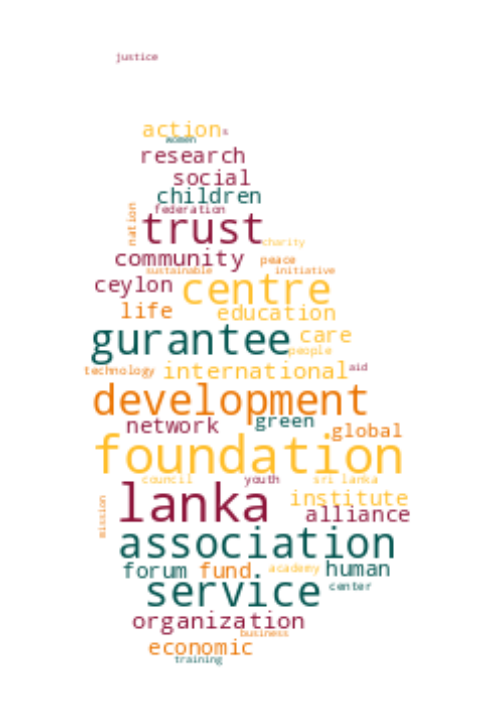 justice
actions
women
research
social
children
federation
nation
trust
charity
community peace
sustainable initiative
ceylon centre
life education
gurantee care
people
technology international aid
development
network green global
foundation
council youth sri lanka
mission
lanka institute
alliance
association
forum fund academy human
service center
organization
business
economic
training